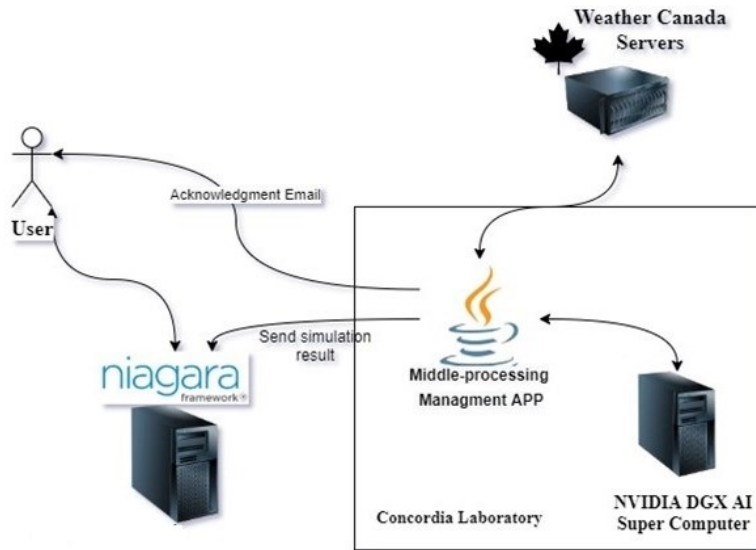 Weather Canada
Servers
Acknowledgment Email
User
Send simulation
result
niagara
framework®
Middle-processing
Managment APP
Concordia Laboratory
NVIDIA DGX AI
Super Computer